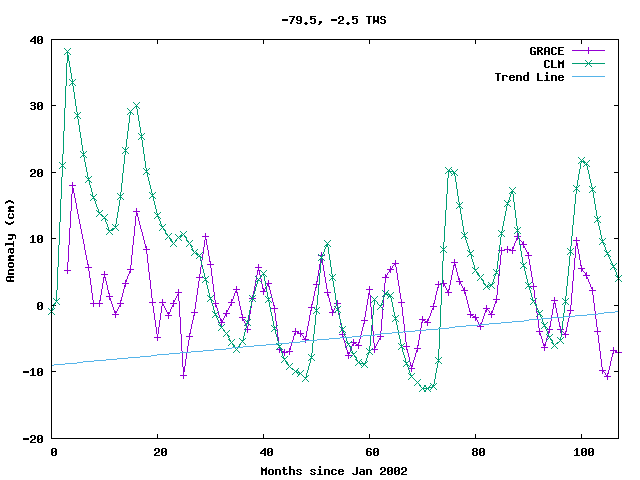 -79.5, -2.5 TWS
GRACE
CLM
Trend Line
40
30
20
10
0
-10
-20
Anomaly (cm)
0 20 40 60 80 100
Months since Jan 2002